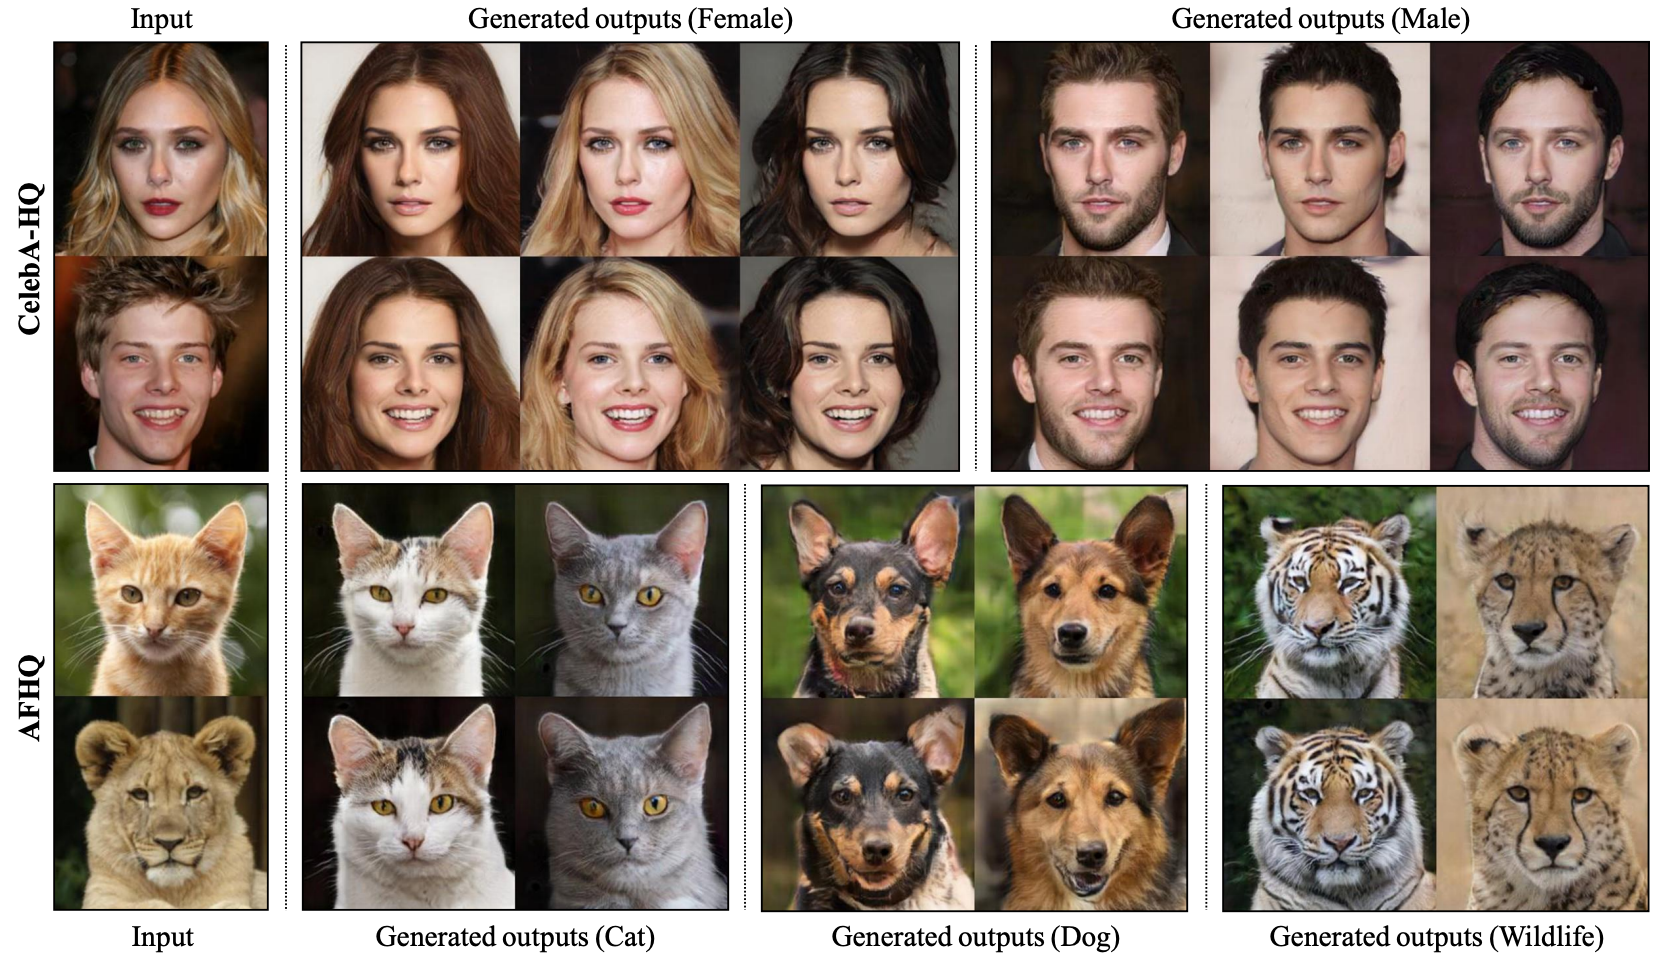 Input
Generated outputs (Female)
Generated outputs (Male)
CelebA-HQ
AFHQ
Input
Generated outputs (Cat)
Generated outputs (Dog)
Generated outputs (Wildlife)